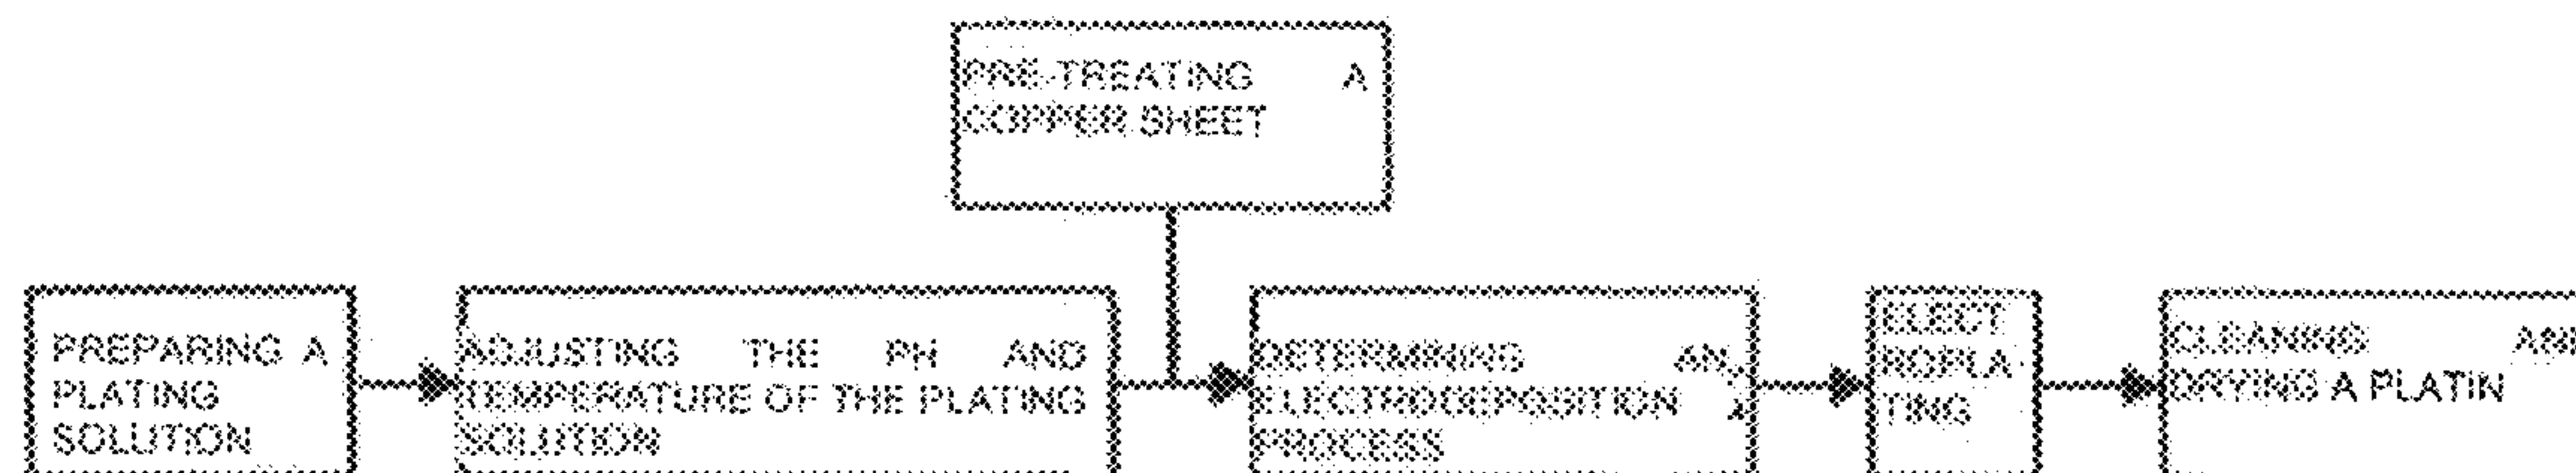 PRE-TREATING A
COPPER SHEET
PREPARING A
PLATING
SOLUTION
ADJUSTING THE PH AND
TEMPERATURE OF THE PLATING
SOLUTION
DETERMINING AN
ELECTRODEPOSITION
PROCESS
ELECT
ROPLA
TING
CLEANING AND
DRYING A PLATIN